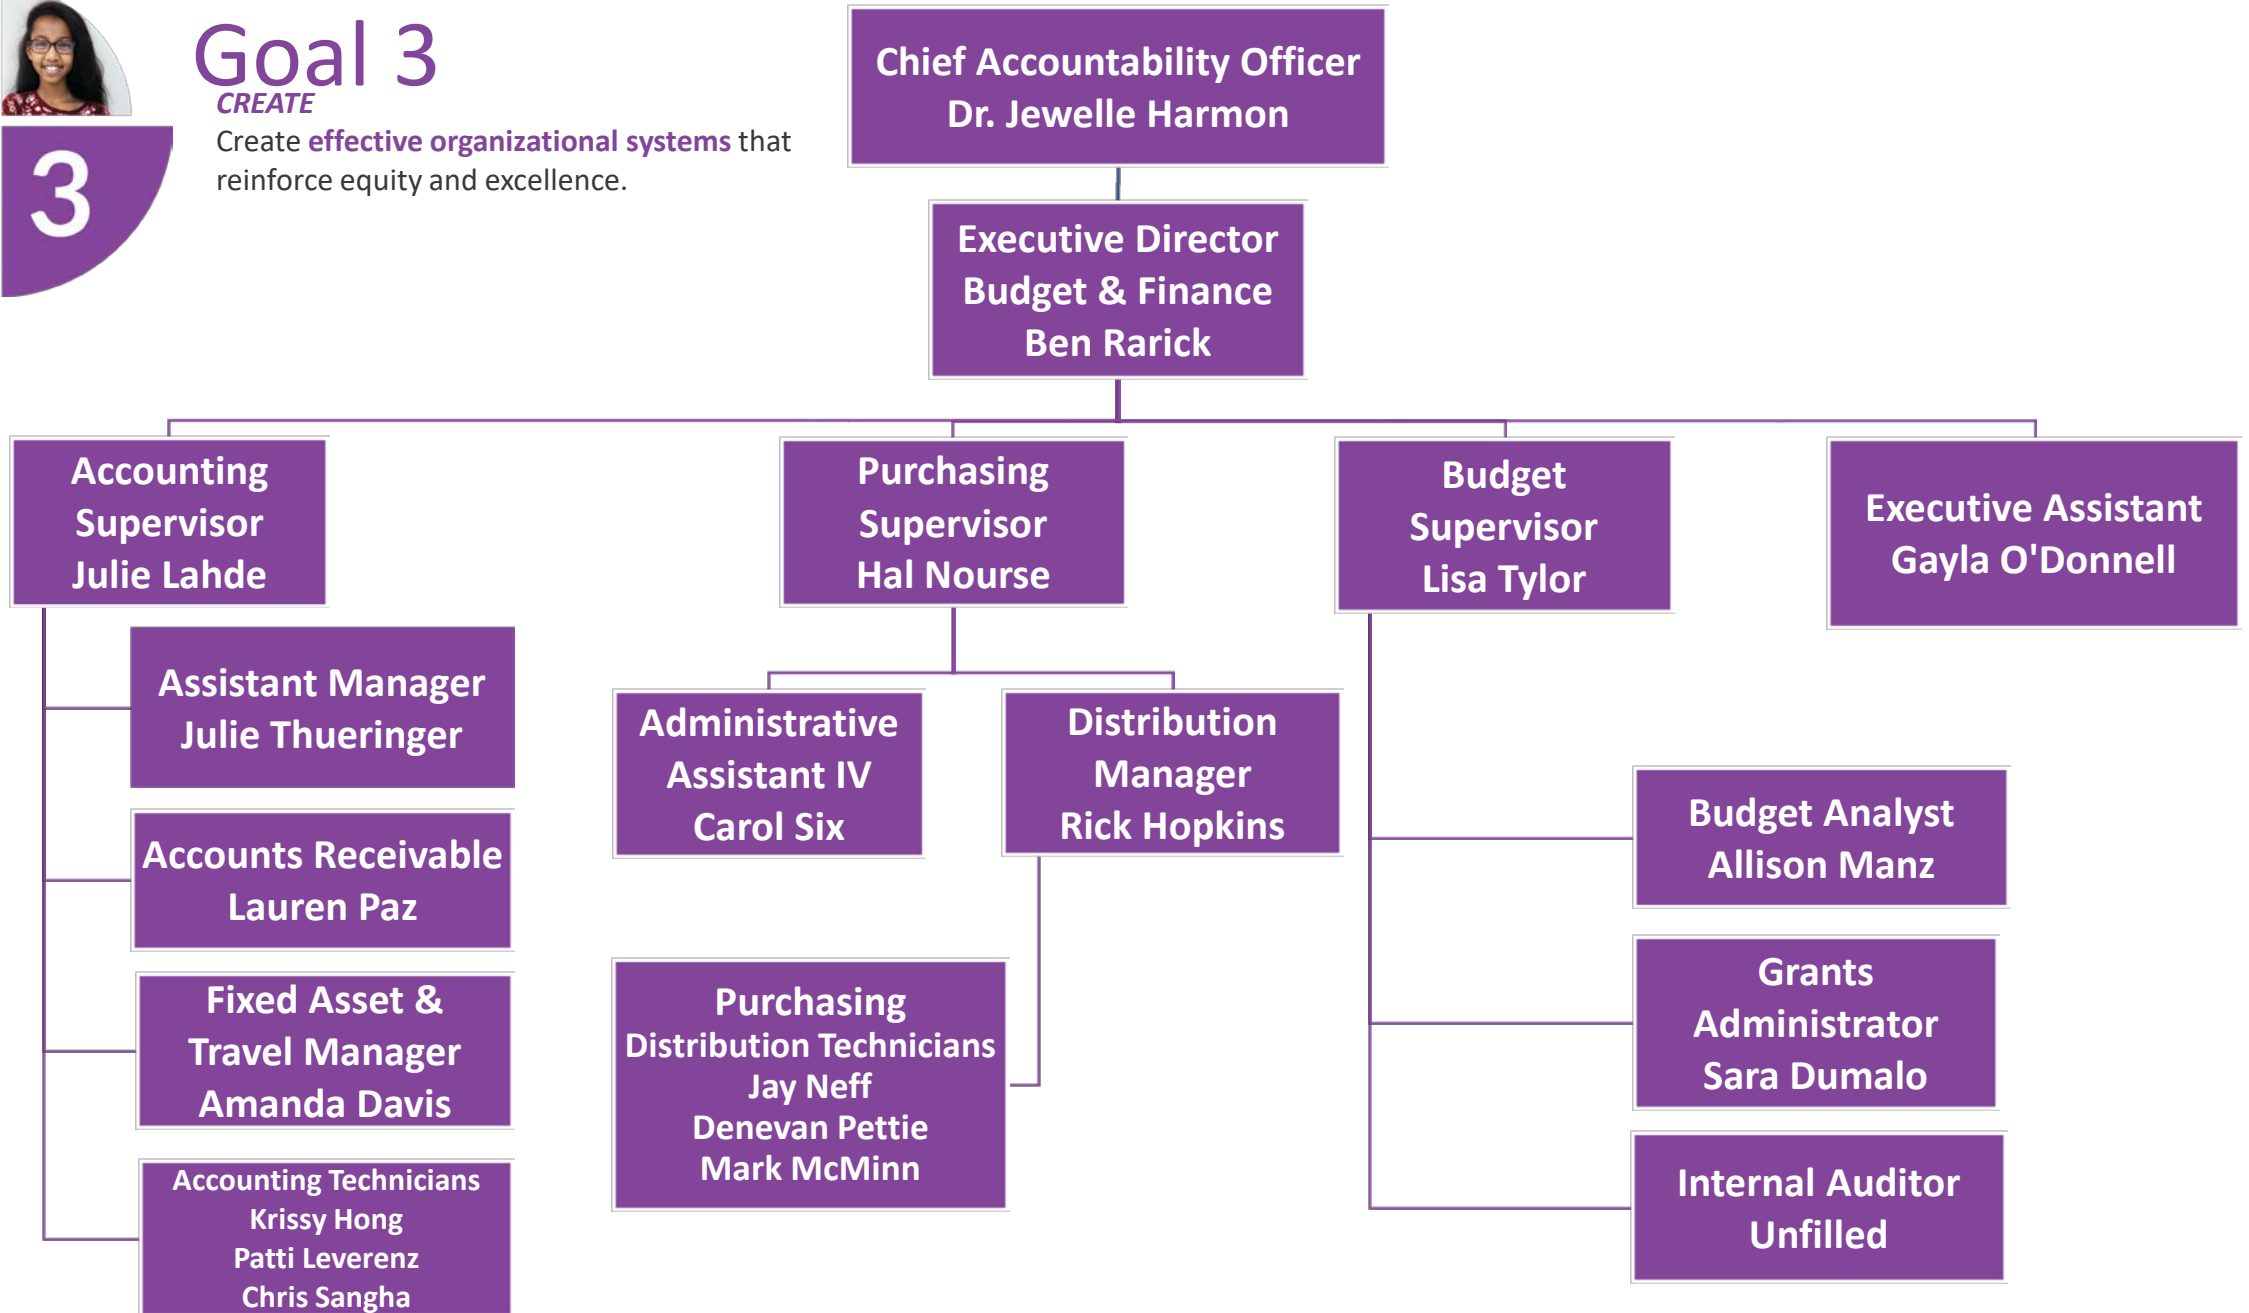 Goal 3
CREATE
Create effective organizational systems that
reinforce equity and excellence.
3
Chief Accountability Officer
Dr. Jewelle Harmon
Executive Director
Budget & Finance
Ben Rarick
Accounting
Supervisor
Julie Lahde
Purchasing
Supervisor
Hal Nourse
Budget
Supervisor
Lisa Tylor
Executive Assistant
Gayla O'Donnell
Assistant Manager
Julie Thueringer
Accounts Receivable
Lauren Paz
Fixed Asset &
Travel Manager
Amanda Davis
Accounting Technicians
Krissy Hong
Patti Leverenz
Chris Sangha
Administrative
Assistant IV
Carol Six
Distribution
Manager
Rick Hopkins
Purchasing
Distribution Technicians
Jay Neff
Denevan Pettie
Mark McMinn
Budget Analyst
Allison Manz
Grants
Administrator
Sara Dumalo
Internal Auditor
Unfilled